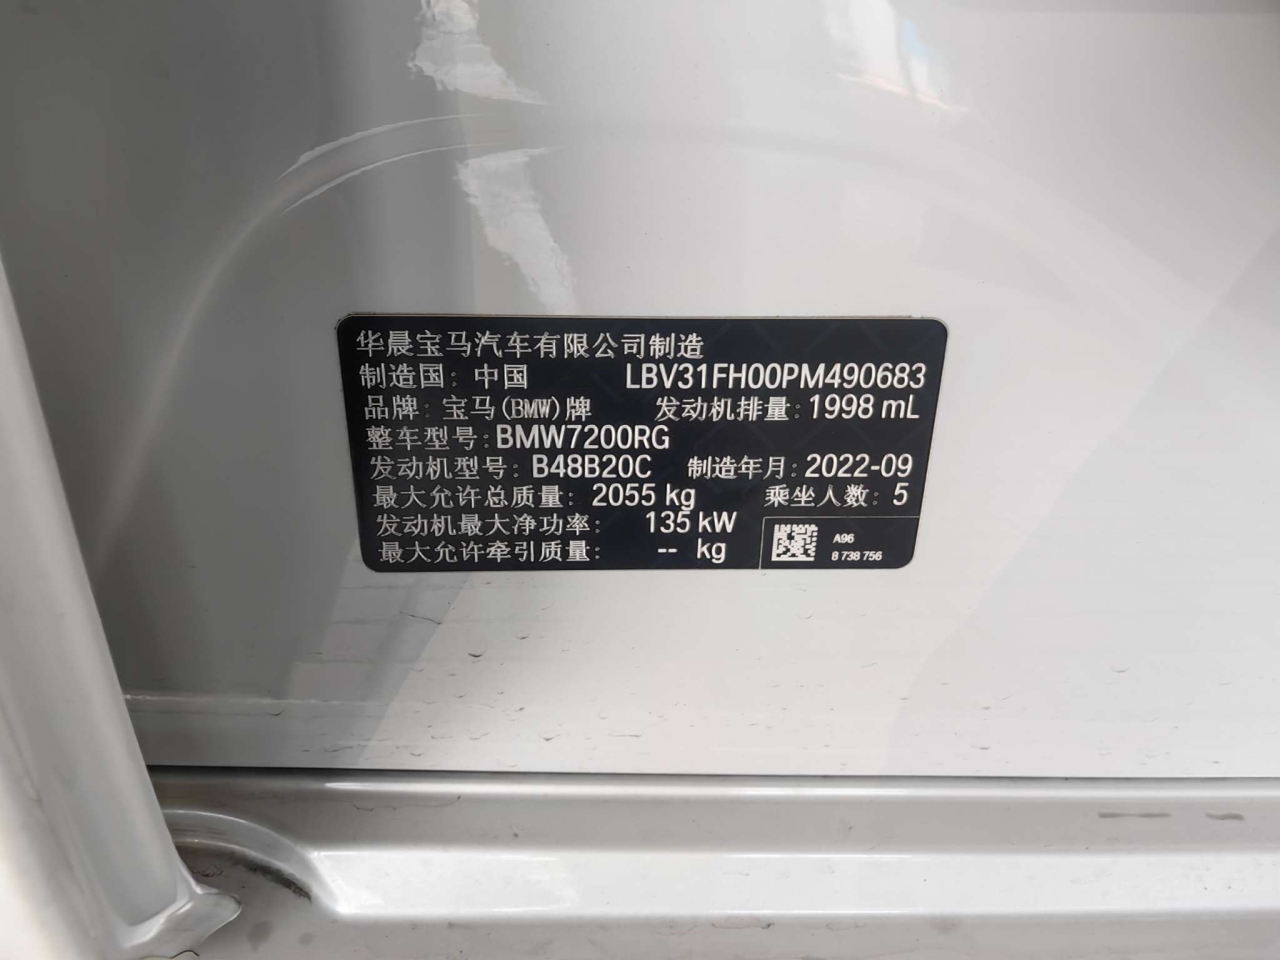 华晨宝马汽车有限公司制造
制造国: 中国 LBV31FH00PM490683
品牌: 宝马(BMW)牌 发动机排量: 1998 mL
整车型号: BMW7200RG
发动机型号: B48B20C 制造年月: 2022-09
最大允许总质量: 2055 kg 乘坐人数: 5
发动机最大净功率: 135 kW
最大允许牵引质量: -- kg
A96
8 738 756